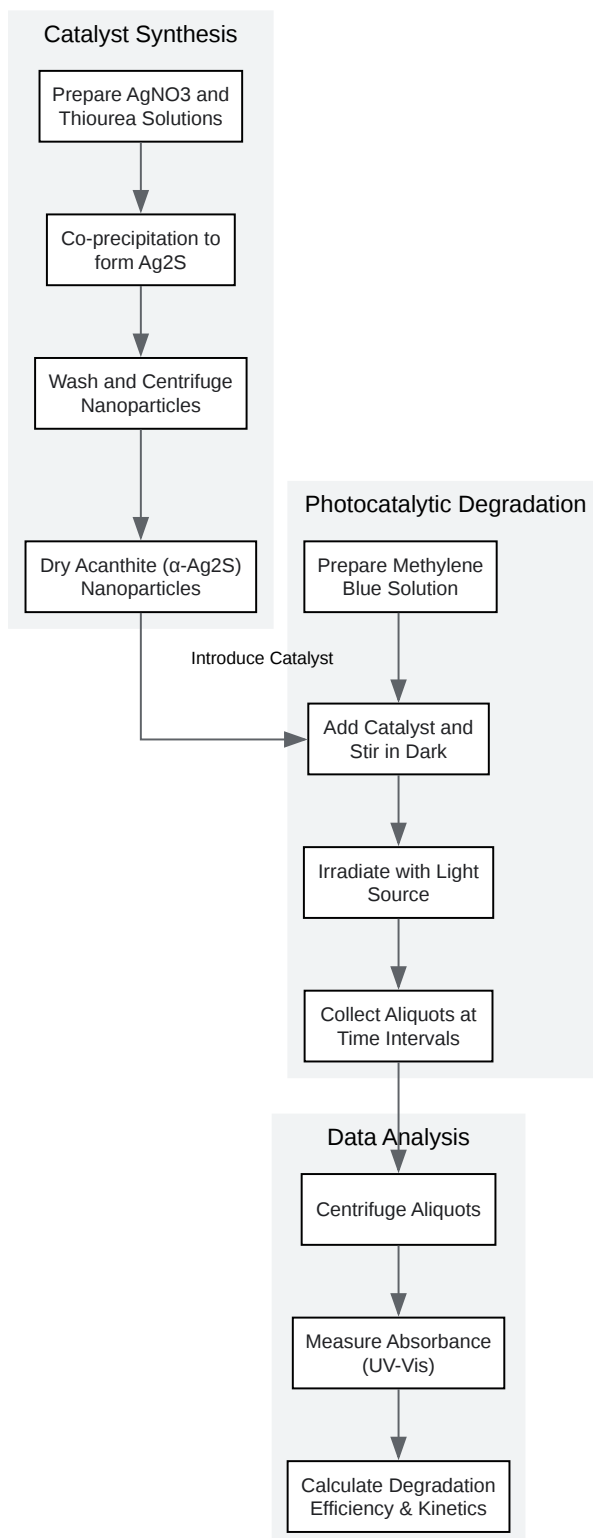 Catalyst Synthesis
Prepare AgNO3 and
Thiourea Solutions
Co-precipitation to
form Ag2S
Wash and Centrifuge
Nanoparticles
Dry Acanthite (α-Ag2S)
Nanoparticles
Introduce Catalyst
Photocatalytic Degradation
Prepare Methylene
Blue Solution
Add Catalyst and
Stir in Dark
Irradiate with Light
Source
Collect Aliquots at
Time Intervals
Data Analysis
Centrifuge Aliquots
Measure Absorbance
(UV-Vis)
Calculate Degradation
Efficiency & Kinetics